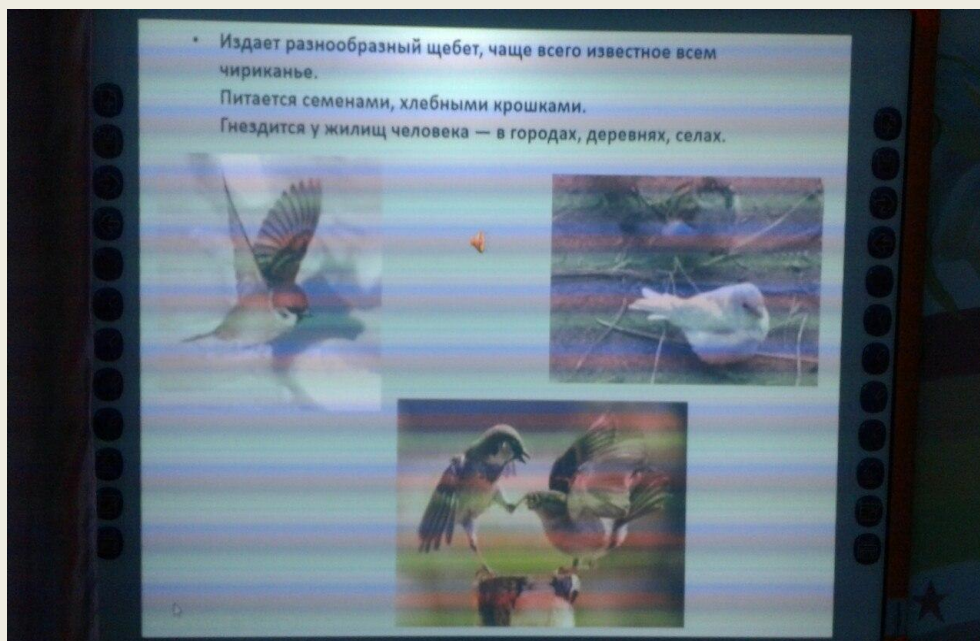 • Издает разнообразный щебет, чаще всего известное всем
чириканье.
Питается семенами, хлебными крошками.
Гнездится у жилищ человека — в городах, деревнях, селах.